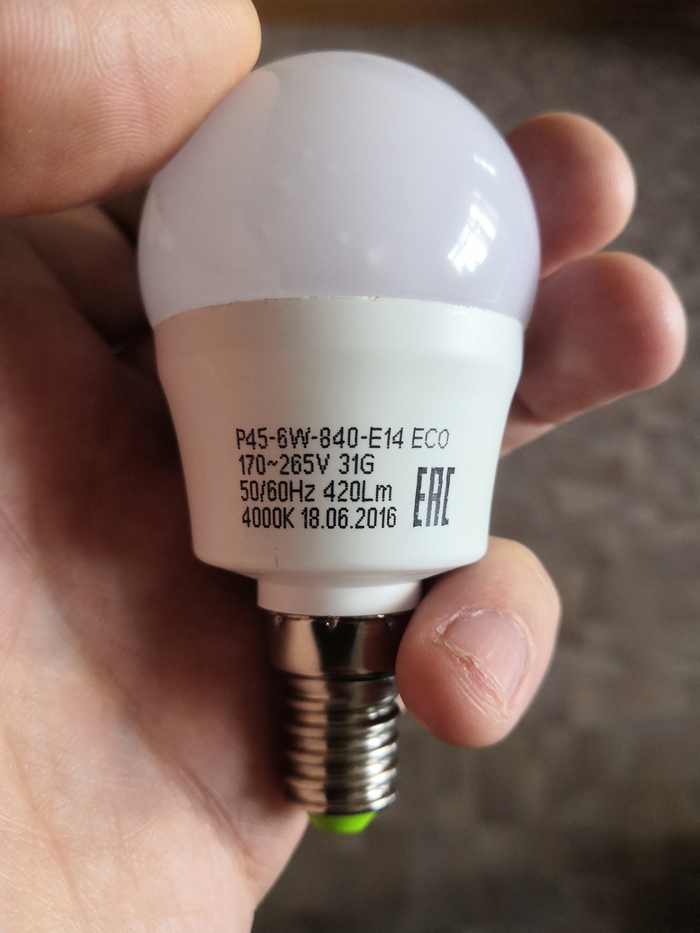 P45-6W-840-E14 ECO
170~265V 31G
50/60Hz 420Lm
4000K 18.06.2016
EAC